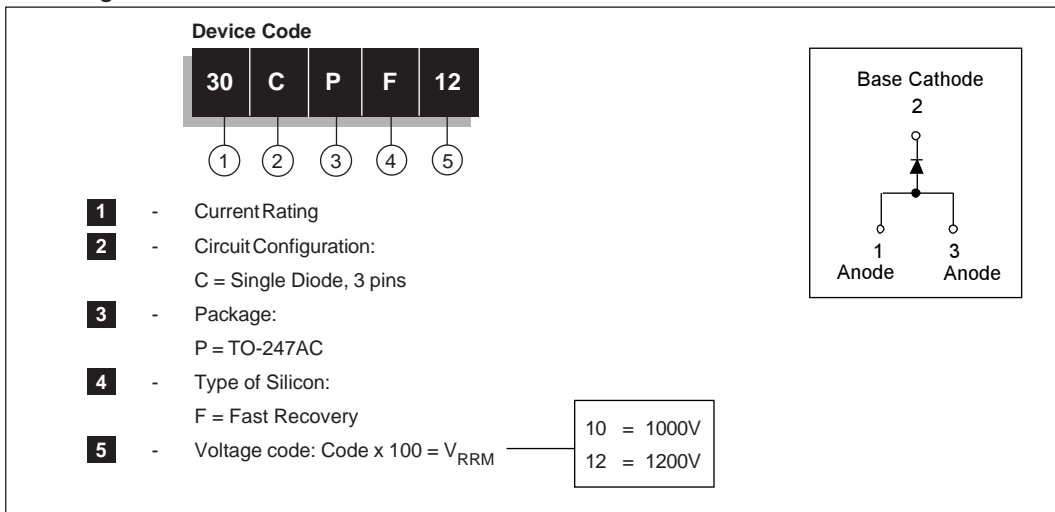 Device Code
30 C P F 12
1 2 3 4 5
1 - Current Rating
2 - Circuit Configuration:
C = Single Diode, 3 pins
3 - Package:
P = TO-247AC
4 - Type of Silicon:
F = Fast Recovery
5 - Voltage code: Code x 100 = VRRM
10 = 1000V
12 = 1200V
Base Cathode
2
1 3
Anode Anode